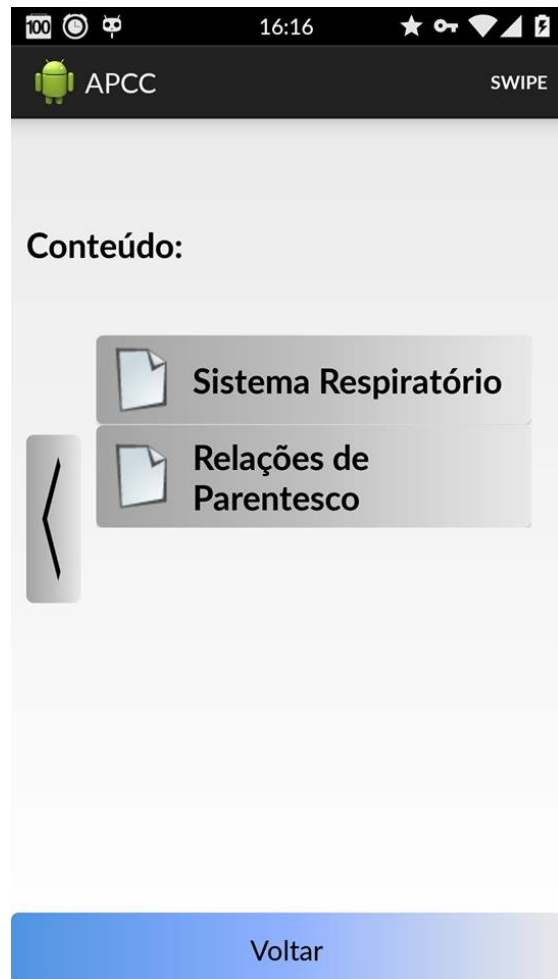 100 16:16
APCC SWIPE
Conteúdo:
Sistema Respiratório
Relações de
Parentesco
Voltar